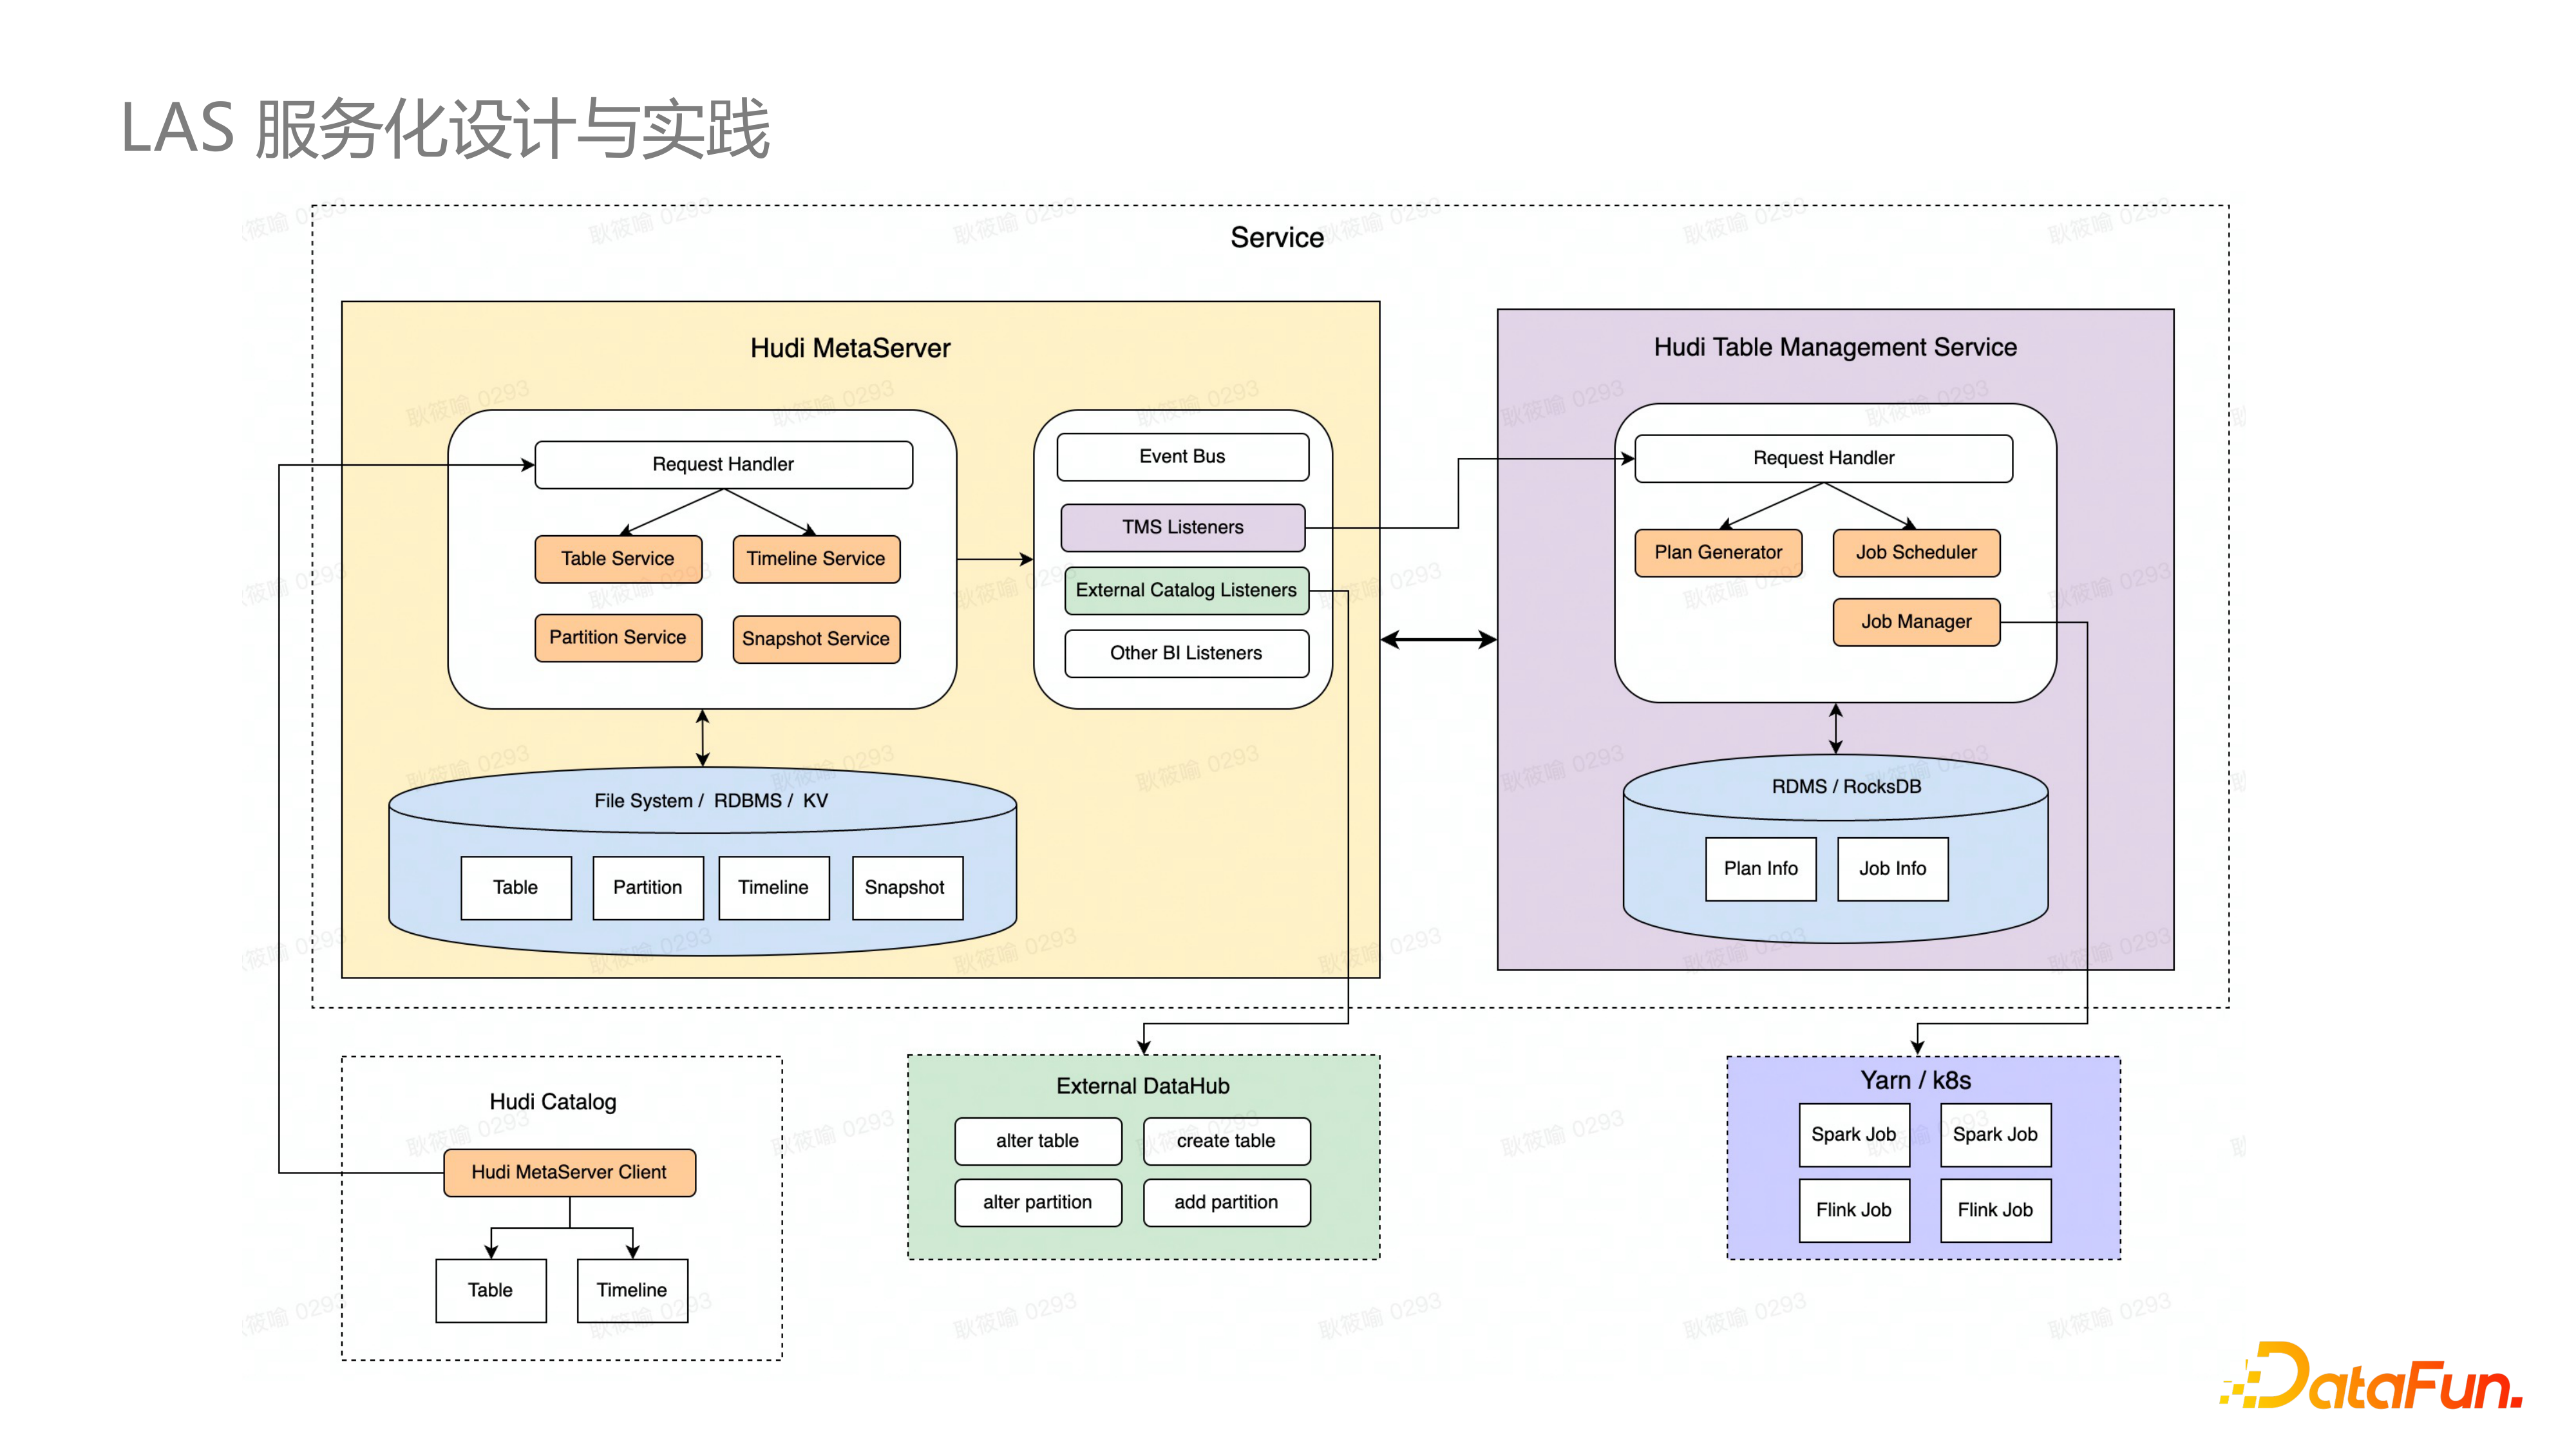 LAS 服务化设计与实践
Service
Hudi MetaServer
Request Handler
Table Service
Timeline Service
Partition Service
Snapshot Service
Event Bus
TMS Listeners
External Catalog Listeners
Other BI Listeners
File System / RDBMS / KV
Table
Partition
Timeline
Snapshot
Hudi Table Management Service
Request Handler
Plan Generator
Job Scheduler
Job Manager
RDMS / RocksDB
Plan Info
Job Info
Hudi Catalog
Hudi MetaServer Client
Table
Timeline
External DataHub
alter table
create table
alter partition
add partition
Yarn / k8s
Spark Job
Spark Job
Flink Job
Flink Job
耿筱喻 0293
DataFun.